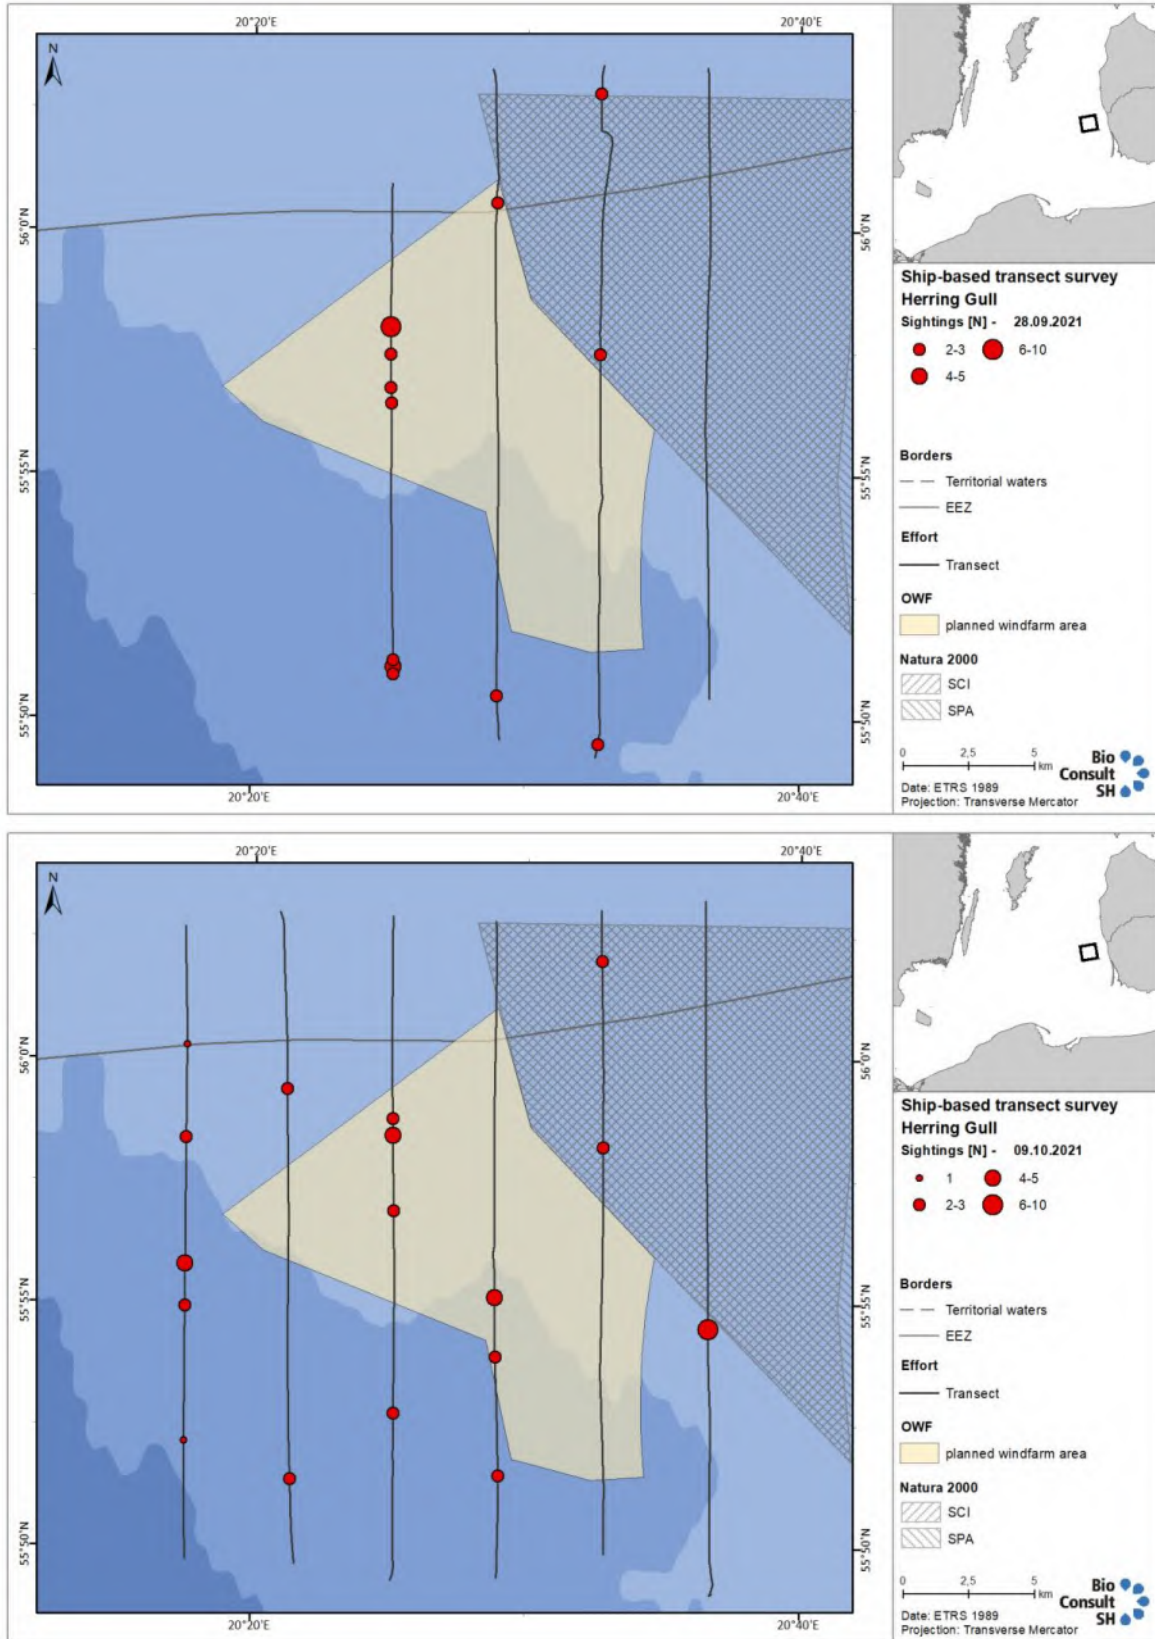 20°20'E
20°40'E
N
56°0'N
56°0'N
55°55'N
55°55'N
55°50'N
55°50'N
20°20'E
20°40'E
Ship-based transect survey
Herring Gull
Sightings [N] - 28.09.2021
2-3
6-10
4-5
Borders
Territorial waters
EEZ
Effort
Transect
OWF
planned windfarm area
Natura 2000
SCI
SPA
0 2,5 5
km
Date: ETRS 1989
Projection: Transverse Mercator
Bio
Consult
SH
20°20'E
20°40'E
N
56°0'N
56°0'N
55°55'N
55°55'N
55°50'N
55°50'N
20°20'E
20°40'E
Ship-based transect survey
Herring Gull
Sightings [N] - 09.10.2021
1
4-5
2-3
6-10
Borders
Territorial waters
EEZ
Effort
Transect
OWF
planned windfarm area
Natura 2000
SCI
SPA
0 2,5 5
km
Date: ETRS 1989
Projection: Transverse Mercator
Bio
Consult
SH